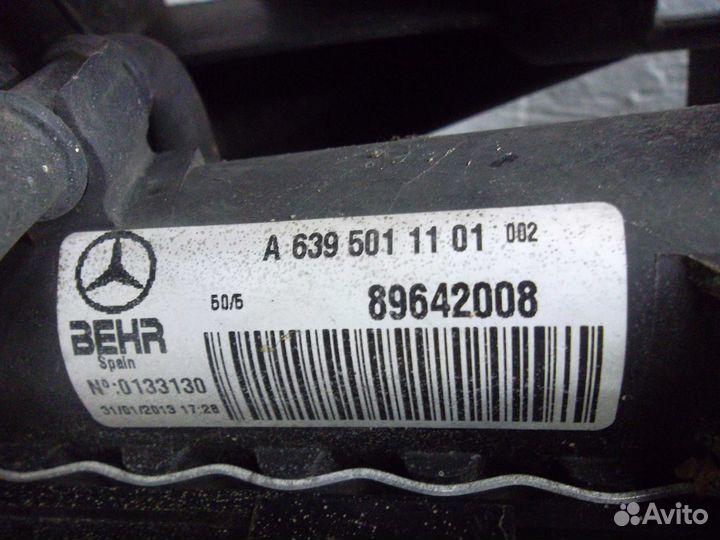 A 639 501 11 01 002
50/5 89642008
BEHR
Spain
Nº:0133130
31/01/2013 17:28
Avito